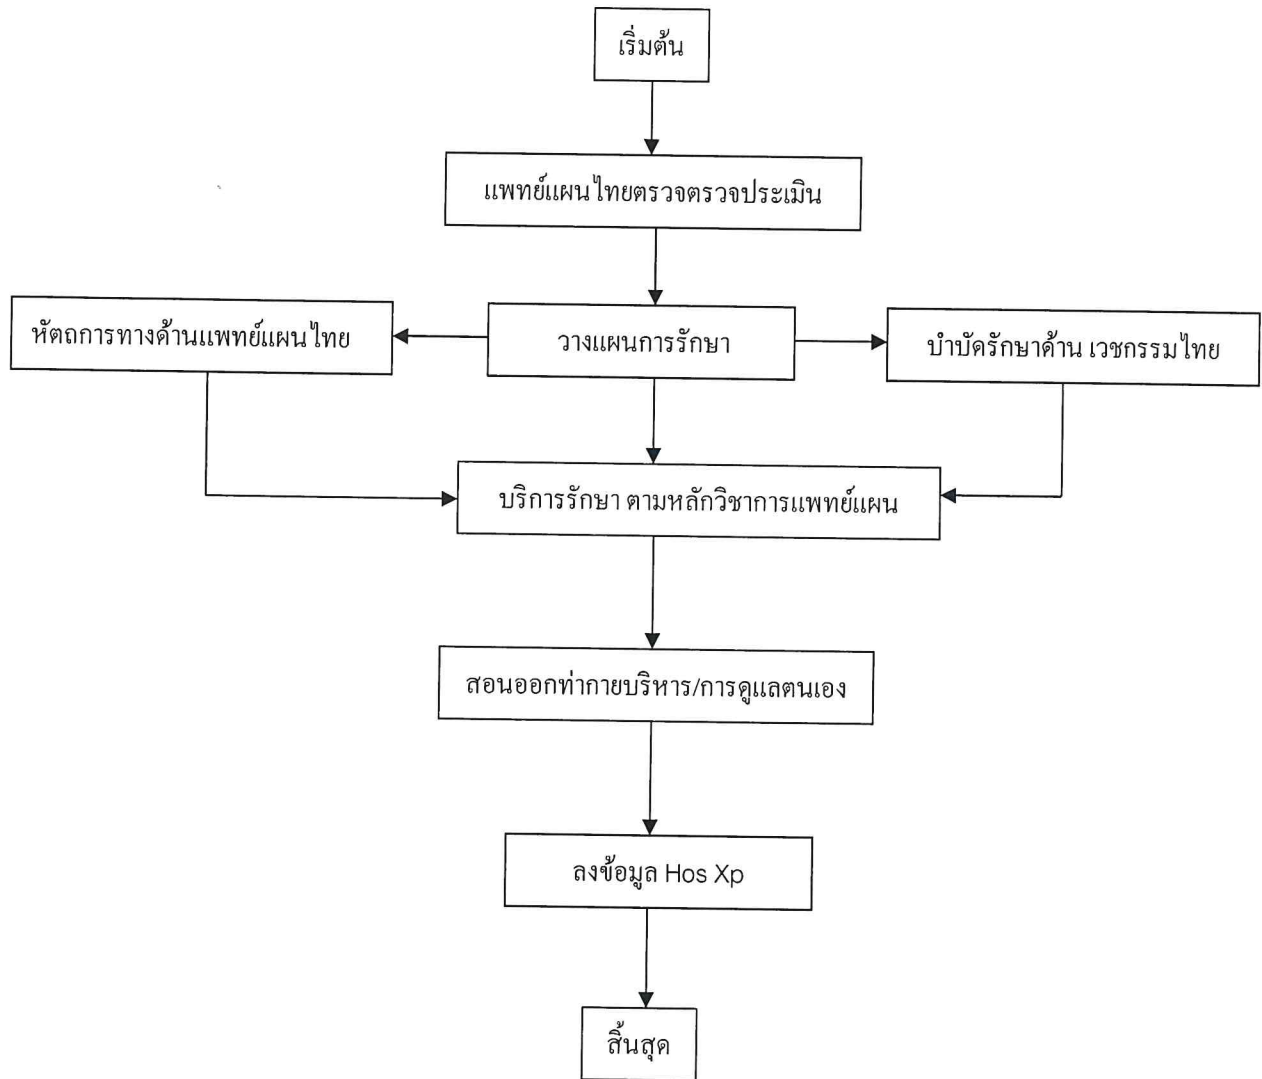 เริ่มต้น
แพทย์แผนไทยตรวจตรวจประเมิน
หัตถการทางด้านแพทย์แผนไทย
วางแผนการรักษา
บำบัดรักษาด้าน เวชกรรมไทย
บริการรักษา ตามหลักวิชาการแพทย์แผน
สอนออกท่ากายบริหาร/การดูแลตนเอง
ลงข้อมูล Hos Xp
สิ้นสุด